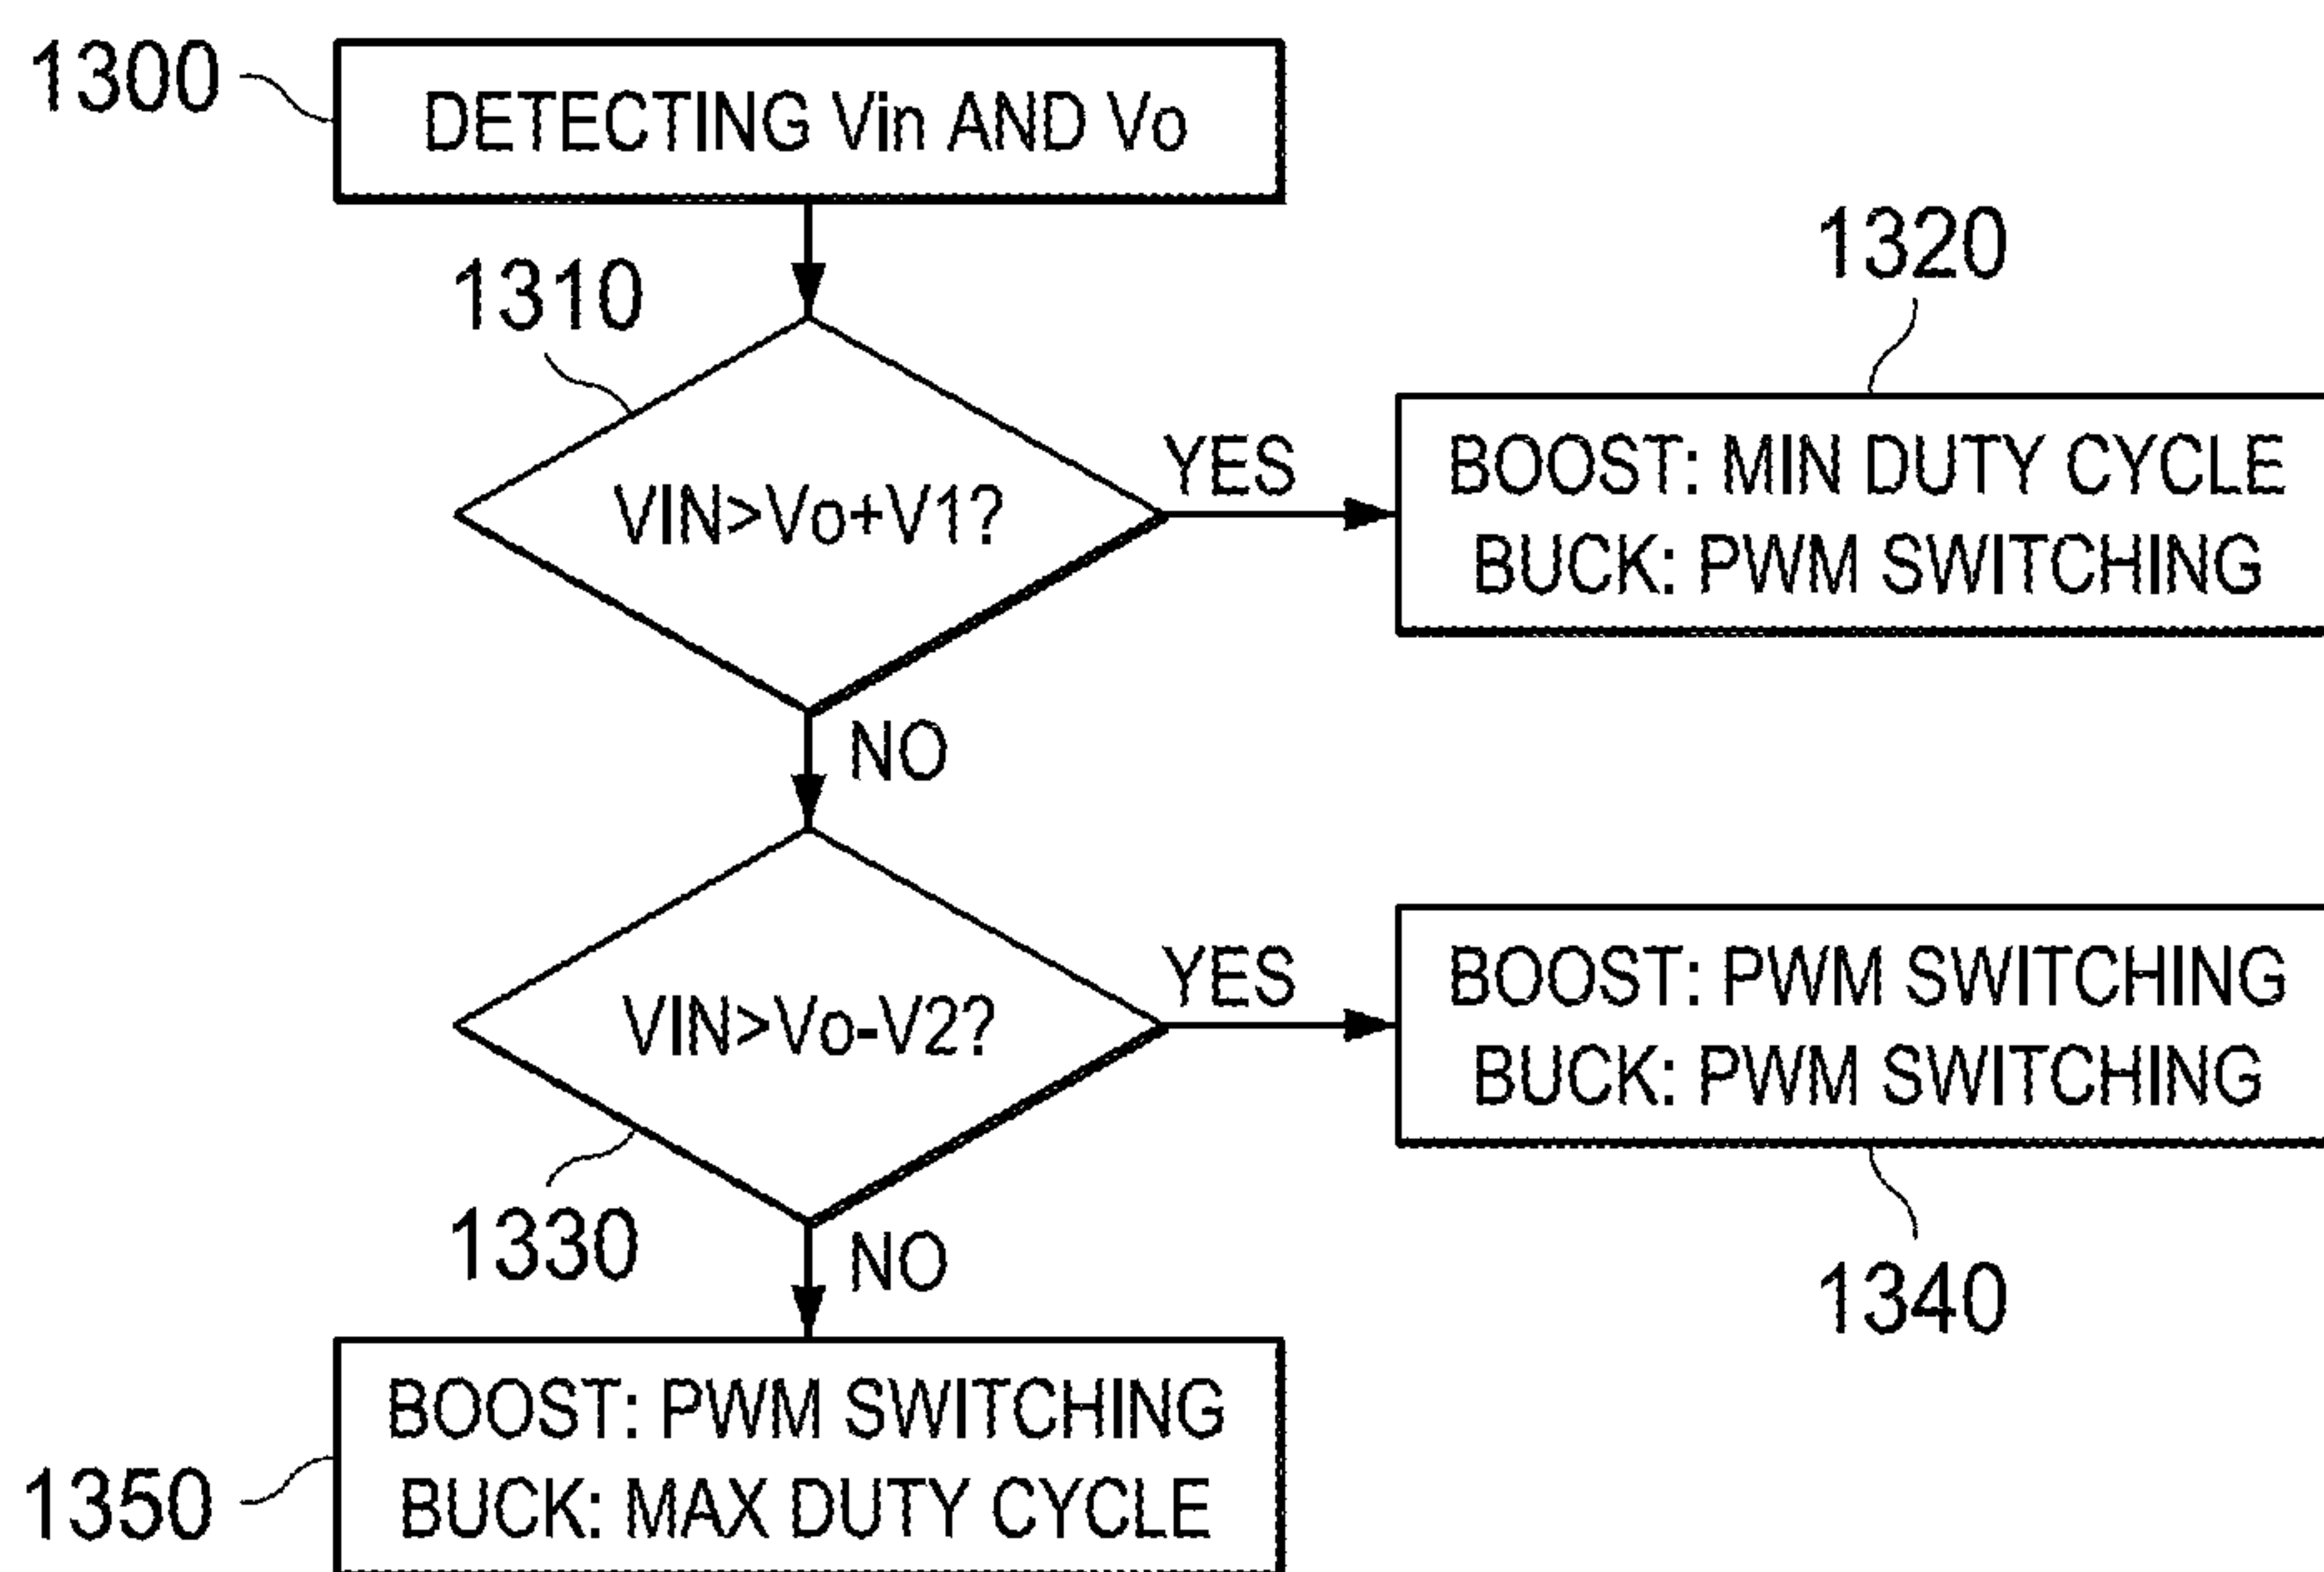 1300
DETECTING Vin AND Vo
1310
VIN>Vo+V1?
YES
1320
BOOST: MIN DUTY CYCLE
BUCK: PWM SWITCHING
NO
1330
VIN>Vo-V2?
YES
BOOST: PWM SWITCHING
BUCK: PWM SWITCHING
1340
NO
1350
BOOST: PWM SWITCHING
BUCK: MAX DUTY CYCLE